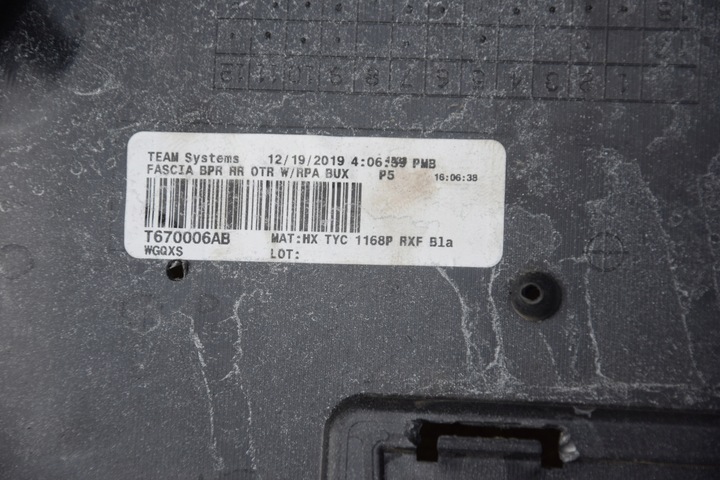 TEAM Systems 12/19/2019 4:06:39 PMB
FASCIA BPR RR OTR W/RPA BUX P5 16:06:38
T670006AB MAT:HX TYC 1168P RXF Bla
WGQXS LOT: